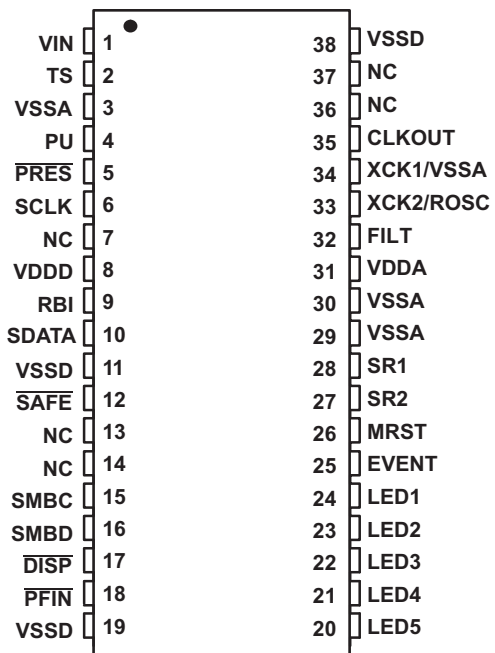 VIN 1 38 VSSD
TS 2 37 NC
VSSA 3 36 NC
PU 4 35 CLKOUT
PRES 5 34 XCK1/VSSA
SCLK 6 33 XCK2/ROSC
NC 7 32 FILT
VDDD 8 31 VDDA
RBI 9 30 VSSA
SDATA 10 29 VSSA
VSSD 11 28 SR1
SAFE 12 27 SR2
NC 13 26 MRST
NC 14 25 EVENT
SMBC 15 24 LED1
SMBD 16 23 LED2
DISP 17 22 LED3
PFIN 18 21 LED4
VSSD 19 20 LED5